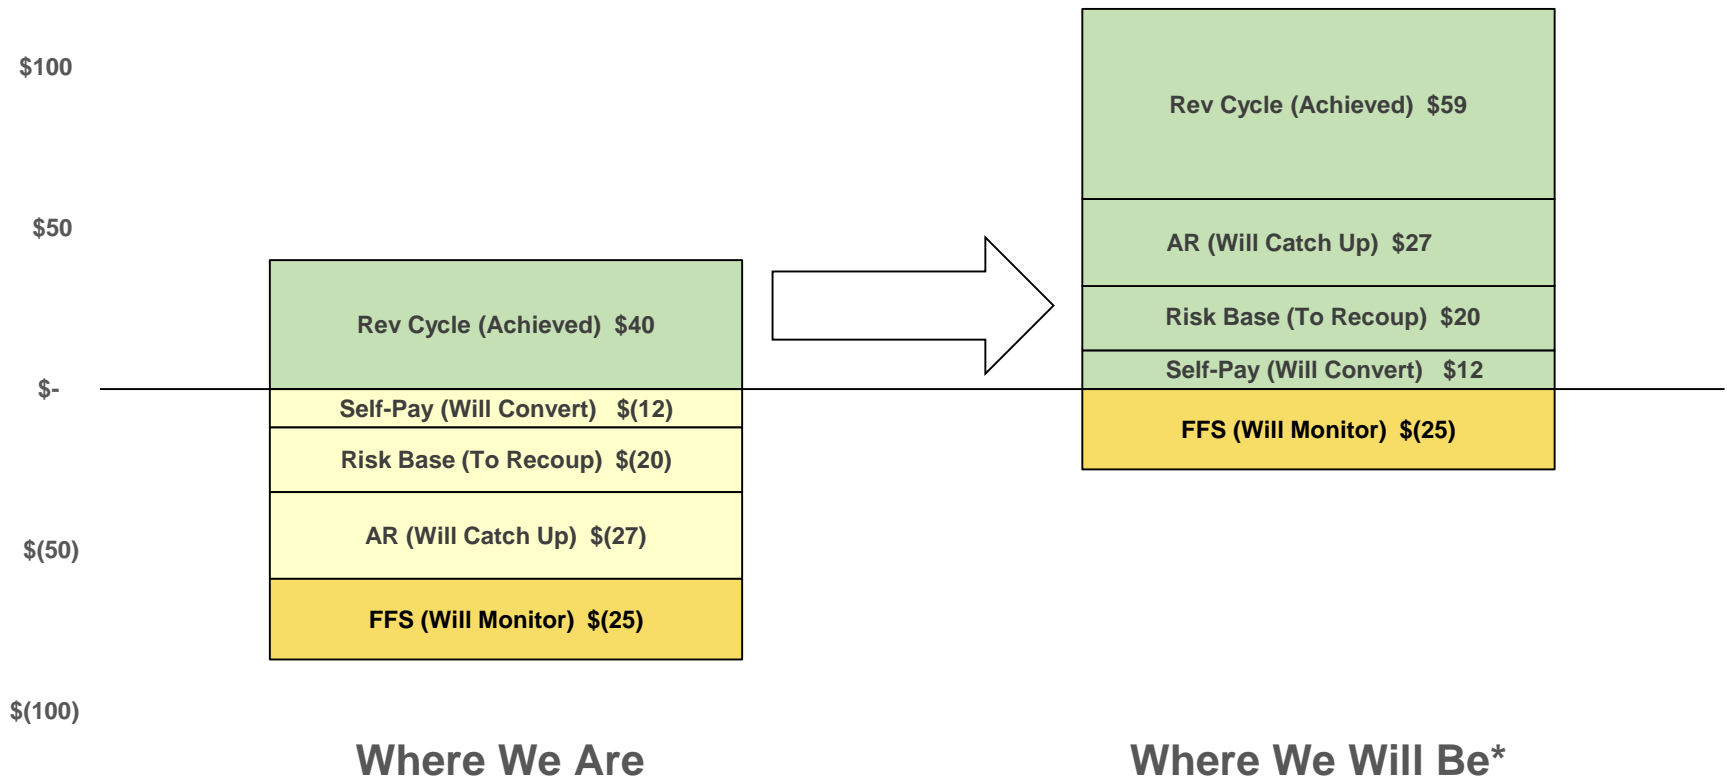 $100
$50
$-
$(50)
$(100)
Rev Cycle (Achieved) $40
Self-Pay (Will Convert) $(12)
Risk Base (To Recoup) $(20)
AR (Will Catch Up) $(27)
FFS (Will Monitor) $(25)
Where We Are
Rev Cycle (Achieved) $59
AR (Will Catch Up) $27
Risk Base (To Recoup) $20
Self-Pay (Will Convert) $12
FFS (Will Monitor) $(25)
Where We Will Be*